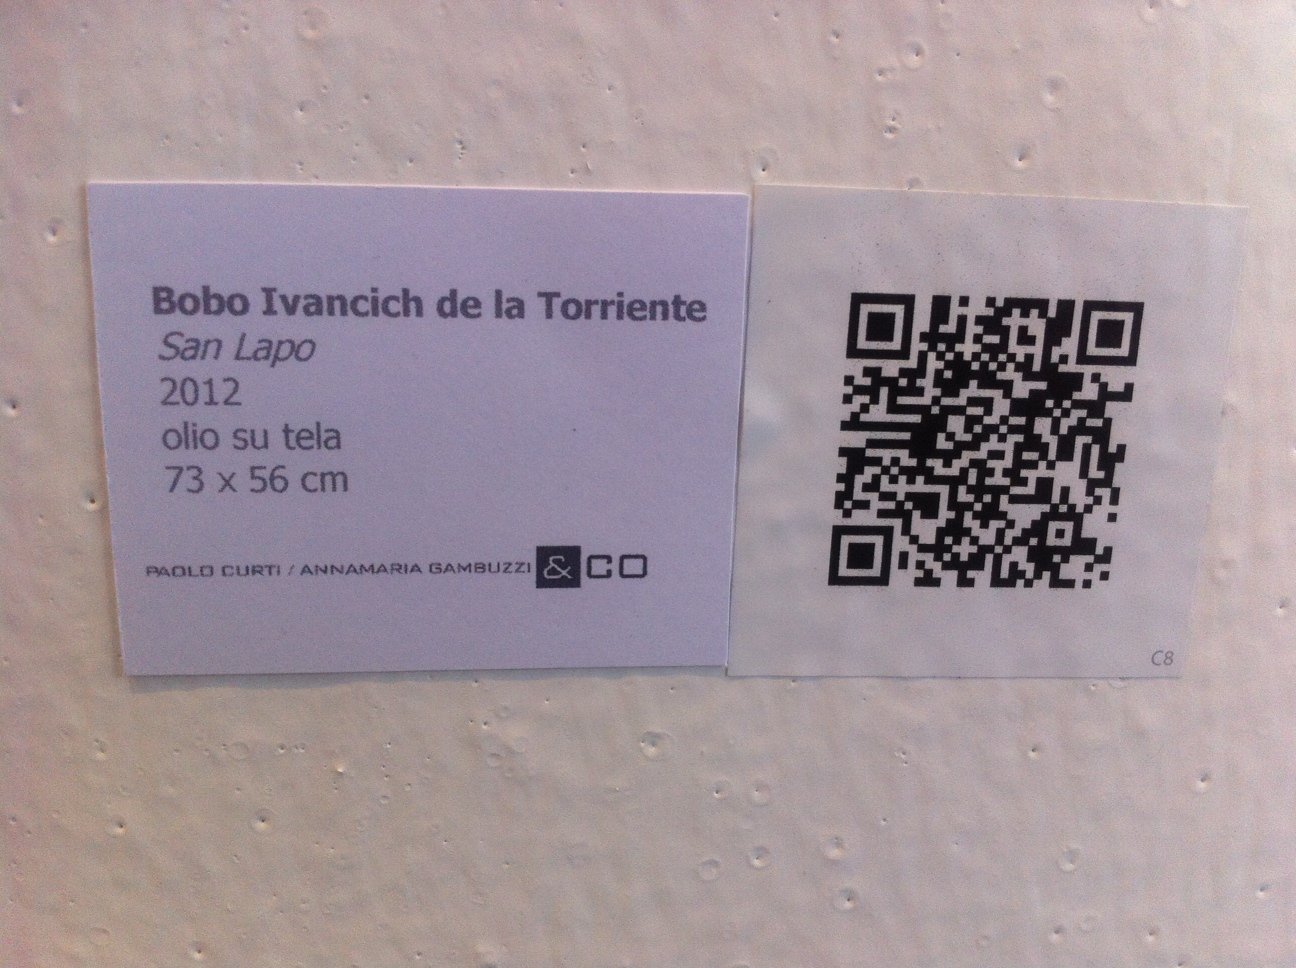 Bobo Ivancich de la Torriente
San Lapo
2012
olio su tela
73 x 56 cm
PAOLO CURTI / ANNAMARIA GAMBUZZI & CO
C8